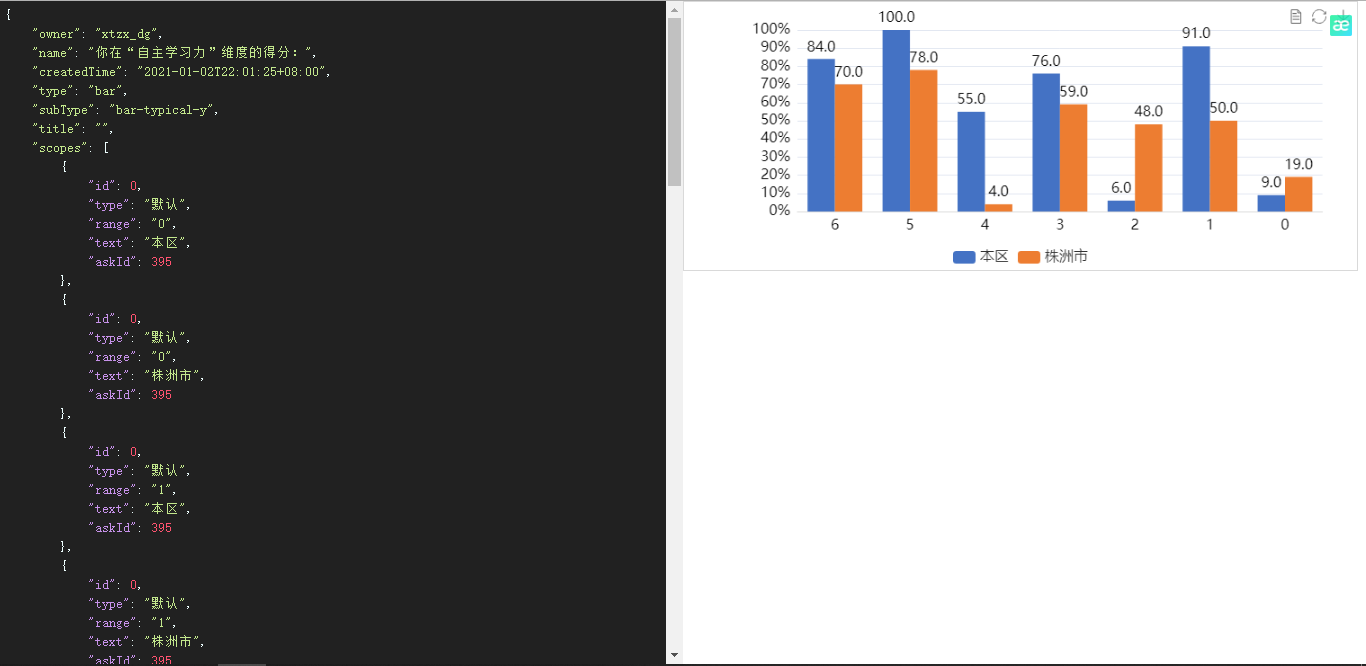 {
"owner": "xtzx_dg",
"name": "你在“自主学习力”维度的得分：",
"createdTime": "2021-01-02T22:01:25+08:00",
"type": "bar",
"subType": "bar-typical-y",
"title": "",
"scopes": [
{
"id": 0,
"type": "默认",
"range": "0",
"text": "本区",
"askId": 395
},
{
"id": 0,
"type": "默认",
"range": "0",
"text": "株洲市",
"askId": 395
},
{
"id": 0,
"type": "默认",
"range": "1",
"text": "本区",
"askId": 395
},
{
"id": 0,
"type": "默认",
"range": "1",
"text": "株洲市",
"askId": 395
æ
100%
90%
80%
70%
60%
50%
40%
30%
20%
10%
0%
84.0
70.0
100.0
78.0
55.0
4.0
76.0
59.0
6.0
48.0
91.0
50.0
9.0
19.0
6 5 4 3 2 1 0
本区 株洲市